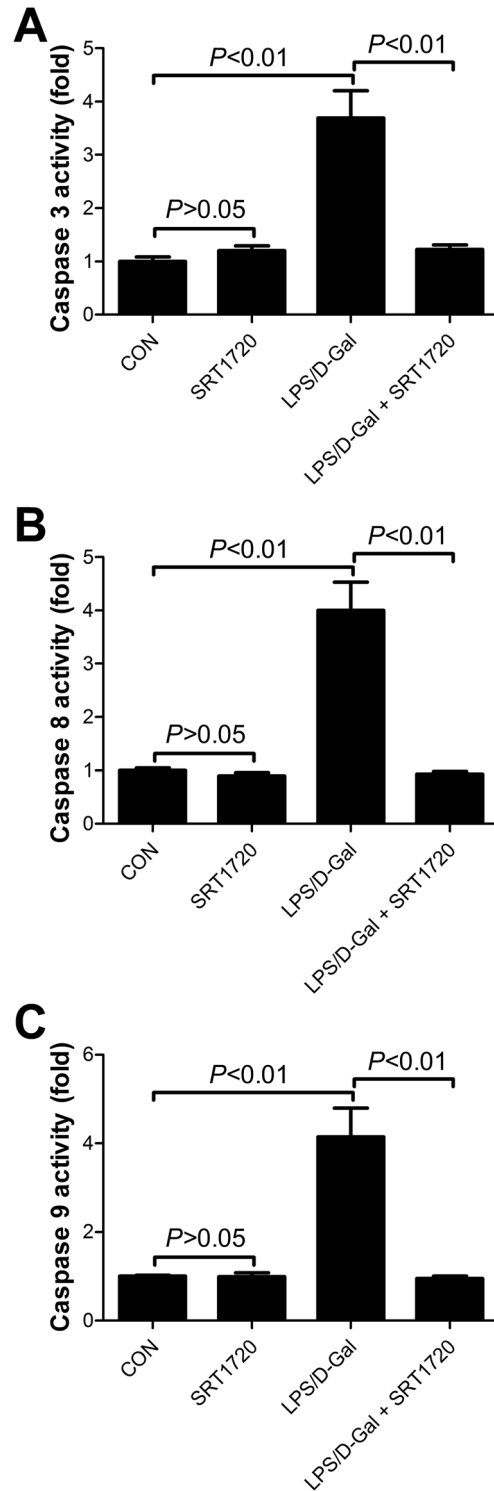 A
Caspase 3 activity (fold)
5
4
3
2
1
0
P<0.01
P<0.01
P>0.05
CON
SRT1720
LPS/D-Gal
LPS/D-Gal + SRT1720
B
Caspase 8 activity (fold)
5
4
3
2
1
0
P<0.01
P<0.01
P>0.05
CON
SRT1720
LPS/D-Gal
LPS/D-Gal + SRT1720
C
Caspase 9 activity (fold)
6
4
2
0
P<0.01
P<0.01
P>0.05
CON
SRT1720
LPS/D-Gal
LPS/D-Gal + SRT1720